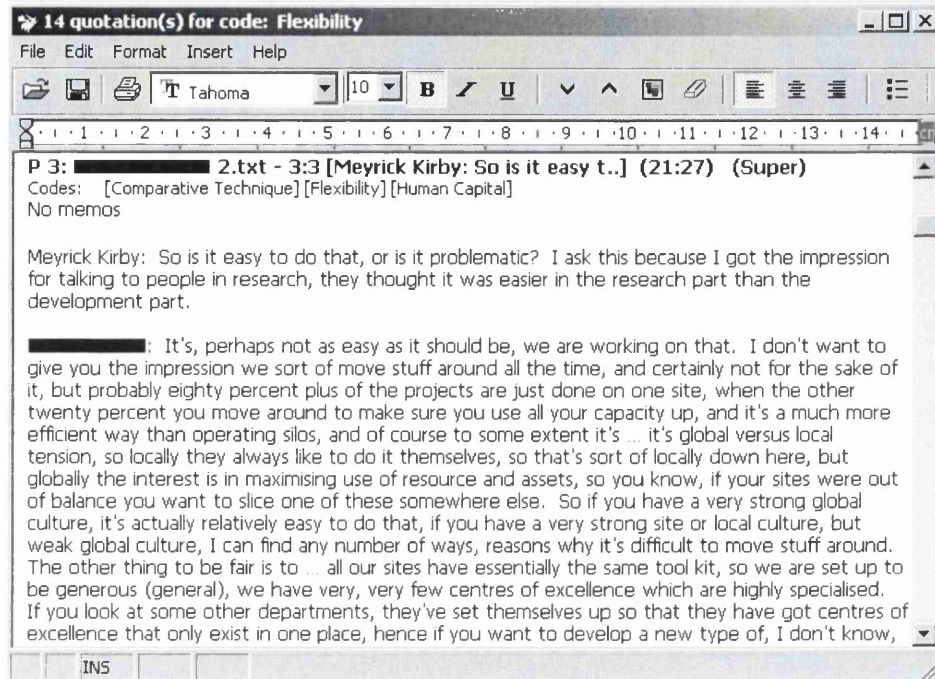 14 quotation(s) for code: Flexibility
File Edit Format Insert Help
Tahoma 10 B I U
1 2 3 4 5 6 7 8 9 10 11 12 13 14 cm
P 3: 2.txt - 3:3 [Meyrick Kirby: So is it easy t..] (21:27) (Super)
Codes: [Comparative Technique] [Flexibility] [Human Capital]
No memos
Meyrick Kirby: So is it easy to do that, or is it problematic? I ask this because I got the impression
for talking to people in research, they thought it was easier in the research part than the
development part.
: It's, perhaps not as easy as it should be, we are working on that. I don't want to
give you the impression we sort of move stuff around all the time, and certainly not for the sake of
it, but probably eighty percent plus of the projects are just done on one site, when the other
twenty percent you move around to make sure you use all your capacity up, and it's a much more
efficient way than operating silos, and of course to some extent it's ... it's global versus local
tension, so locally they always like to do it themselves, so that's sort of locally down here, but
globally the interest is in maximising use of resource and assets, so you know, if your sites were out
of balance you want to slice one of these somewhere else. So if you have a very strong global
culture, it's actually relatively easy to do that, if you have a very strong site or local culture, but
weak global culture, I can find any number of ways, reasons why it's difficult to move stuff around.
The other thing to be fair is to ... all our sites have essentially the same tool kit, so we are set up to
be generous (general), we have very, very few centres of excellence which are highly specialised.
If you look at some other departments, they've set themselves up so that they have got centres of
excellence that only exist in one place, hence if you want to develop a new type of, I don't know,
INS